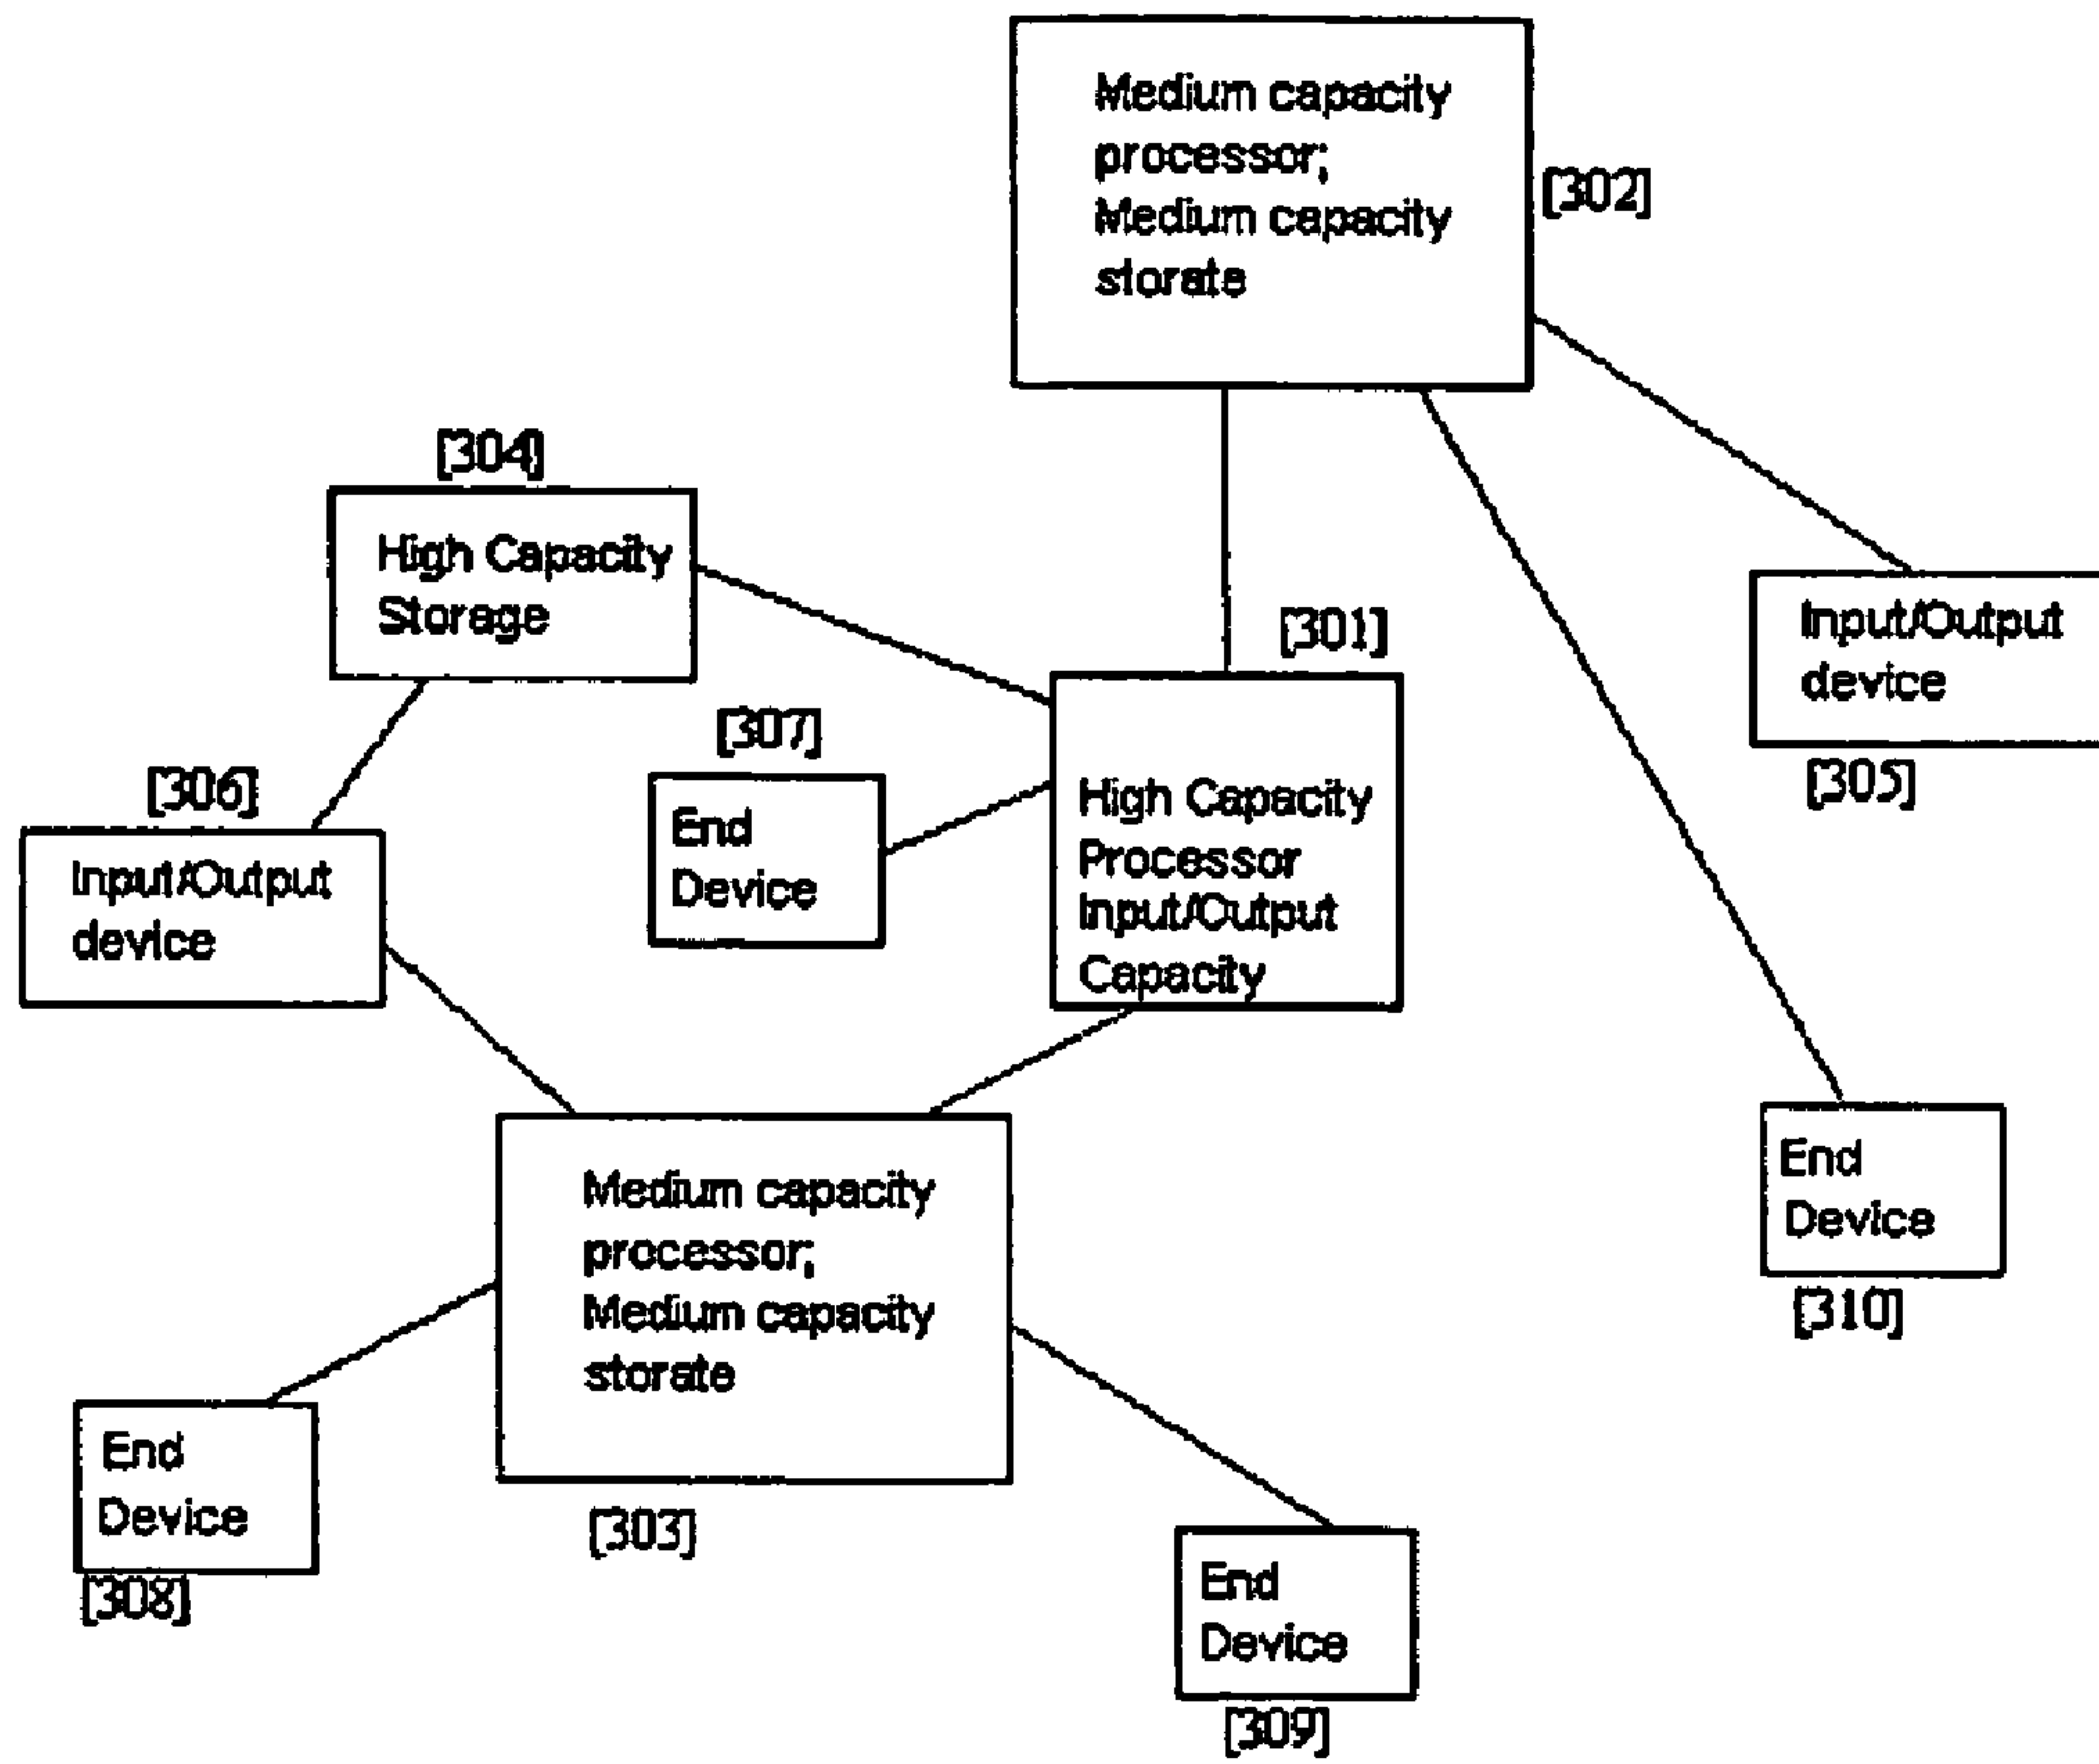 Medium capacity
processor;
Medium capacity
storate
[302]
[304]
High Capacity
Storage
[301]
Input/Output
device
[305]
[307]
End
Device
High Capacity
Processor
Input/Output
Capacity
[306]
Input/Output
device
Medium capacity
processor;
Medium capacity
storate
[303]
End
Device
[310]
End
Device
[308]
End
Device
[309]